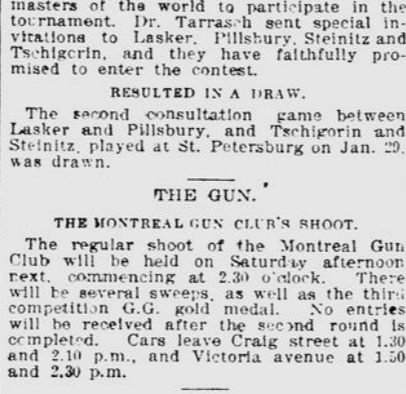 masters of the world to participate in the
tournament. Dr. Tarrasch sent special in-
vitations to Lasker, Pillsbury, Steinitz and
Tschigorin, and they have faithfully pro-
mised to enter the contest.
RESULTED IN A DRAW.
The second consultation game between
Lasker and Pillsbury, and Tschigorin and
Steinitz, played at St. Petersburg on Jan. 29,
was drawn.
THE GUN.
THE MONTREAL GUN CLUB'S SHOOT.
The regular shoot of the Montreal Gun
Club will be held on Saturday afternoon
next, commencing at 2.30 o'clock. There
will be several sweeps, as well as the third
competition G.G. gold medal. No entries
will be received after the second round is
completed. Cars leave Craig street at 1.30
and 2.10 p.m., and Victoria avenue at 1.50
and 2.30 p.m.